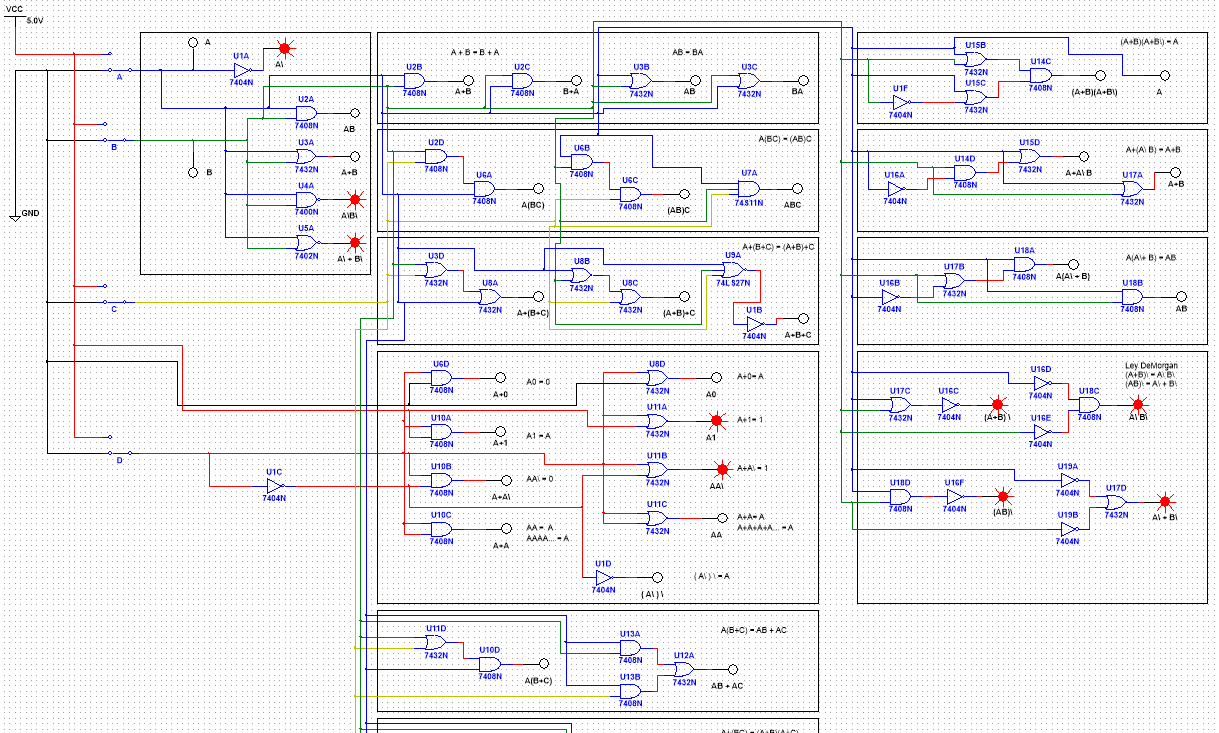 VCC
5.0V
GND
A
B
C
D
A
B
U1A
7404N
A\
U2A
7408N
AB
U3A
7432N
A+B
U4A
7400N
A\B\
U5A
7402N
A\ + B\
A + B = B + A
AB = BA
U2B
7408N
A+B
U2C
7408N
B+A
U3B
7432N
AB
U3C
7432N
BA
A(BC) = (AB)C
U2D
7408N
U6A
7408N
A(BC)
U6B
7408N
U6C
7408N
(AB)C
U7A
74S11N
ABC
A+(B+C) = (A+B)+C
U3D
7432N
U8A
7432N
A+(B+C)
U8B
7432N
U8C
7432N
(A+B)+C
U9A
74LS27N
U1B
7404N
A+B+C
U6D
7408N
A0 = 0
A+0
U10A
7408N
A1 = A
A+1
U10B
7408N
AA\ = 0
A+A\
U10C
7408N
AA = A
AAAA... = A
A+A
U1C
7404N
U8D
7432N
A+0= A
A0
U11A
7432N
A+1= 1
A1
U11B
7432N
A+A\ = 1
AA\
U11C
7432N
A+A= A
A+A+A+A... = A
AA
U1D
7404N
( A\ ) \ = A
( A\ ) \
A(B+C) = AB + AC
U11D
7432N
U10D
7408N
A(B+C)
U13A
7408N
U13B
7408N
U12A
7432N
AB + AC
A+(BC) = (A+B)(A+C)
(A+B)(A+B\) = A
U15B
7432N
U14C
7408N
U15C
7432N
U1F
7404N
(A+B)(A+B\)
A
A+(A\ B) = A+B
U15D
7432N
U14D
7408N
U16A
7404N
A+A\ B
U17A
7432N
A+B
A(A\+ B) = AB
U18A
7408N
U17B
7432N
U16B
7404N
A(A\ + B)
U18B
7408N
AB
Ley DeMorgan
(A+B)\ = A\ B\
(AB)\ = A\ + B\
U17C
7432N
U16C
7404N
(A+B) \
U16D
7404N
U16E
7404N
U18C
7408N
A\ B\
U18D
7408N
U16F
7404N
(AB)\
U19A
7404N
U19B
7404N
U17D
7432N
A\ + B\